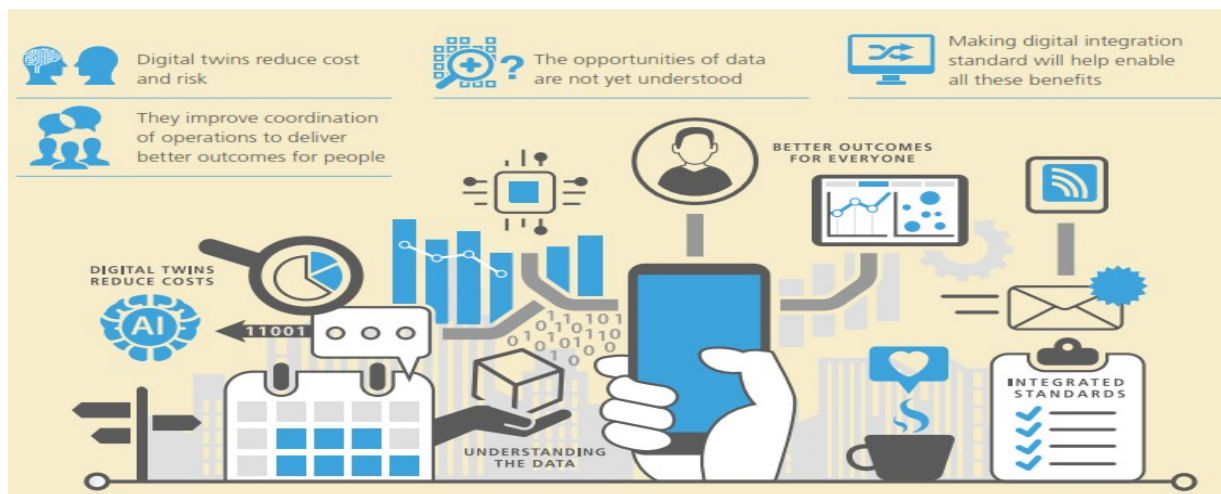 Digital twins reduce cost
and risk
They improve coordination
of operations to deliver
better outcomes for people
?
The opportunities of data
are not yet understood
Making digital integration
standard will help enable
all these benefits
BETTER OUTCOMES
FOR EVERYONE
DIGITAL TWINS
REDUCE COSTS
AI
11001
UNDERSTANDING
THE DATA
INTEGRATED
STANDARDS